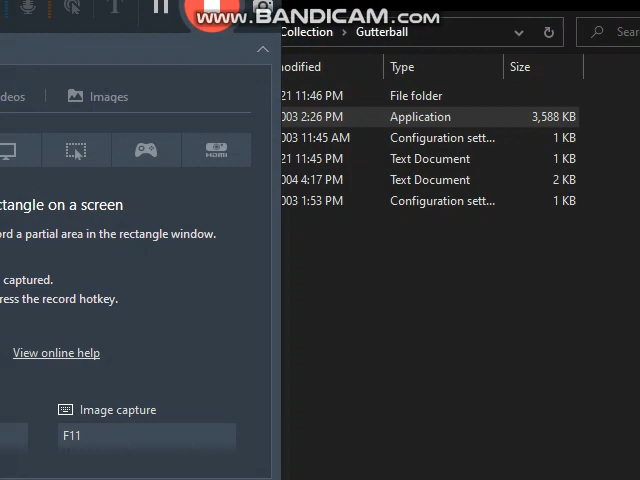 www.BANDICAM.com
Collection > Gutterball
Sear
odified Type Size
21 11:46 PM File folder
003 2:26 PM Application 3,588 KB
003 11:45 AM Configuration sett... 1 KB
21 11:45 PM Text Document 1 KB
004 4:17 PM Text Document 2 KB
003 1:53 PM Configuration sett... 1 KB
deos Images
HDMI
ctangle on a screen
rd a partial area in the rectangle window.
captured.
ress the record hotkey.
View online help
Image capture
F11